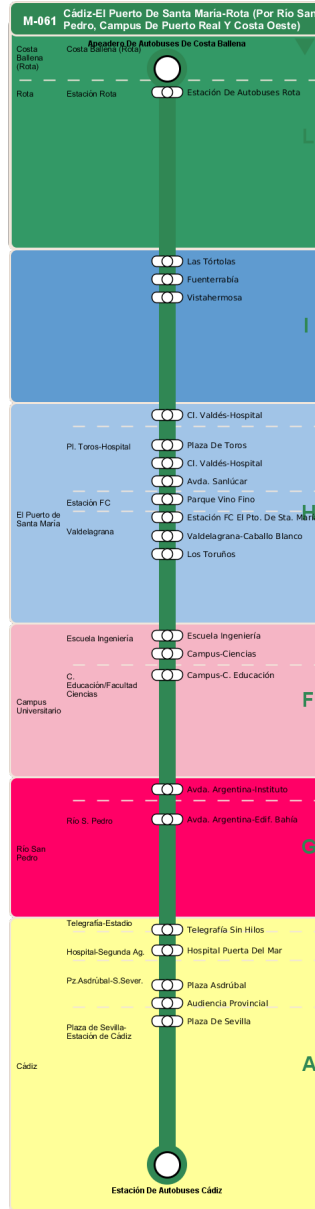 M-061
Cádiz-El Puerto De Santa María-Rota (Por Río San
Pedro, Campus De Puerto Real Y Costa Oeste)
Apeadero De Autobuses De Costa Ballena
Costa
Ballena
(Rota)
Costa Ballena (Rota)
Rota
Estación Rota
Estación De Autobuses Rota
L
Las Tórtolas
Fuenterrabía
Vistahermosa
I
Cl. Valdés-Hospital
Pl. Toros-Hospital
Plaza De Toros
Cl. Valdés-Hospital
Avda. Sanlúcar
Estación FC
Parque Vino Fino
El Puerto de
Santa María
Estación FC El Pto. De Sta. María
H
Valdelagrana
Valdelagrana-Caballo Blanco
Los Toruños
Escuela Ingeniería
Escuela Ingeniería
Campus-Ciencias
C.
Educación/Facultad
Ciencias
Campus-C. Educación
Campus
Universitario
F
Avda. Argentina-Instituto
Río S. Pedro
Avda. Argentina-Edif. Bahía
Río San
Pedro
G
Telegrafía-Estadio
Telegrafía Sin Hilos
Hospital-Segunda Ag.
Hospital Puerta Del Mar
Pz.Asdrúbal-S.Sever.
Plaza Asdrúbal
Audiencia Provincial
Plaza de Sevilla-
Estación de Cádiz
Plaza De Sevilla
Cádiz
A
Estación De Autobuses Cádiz